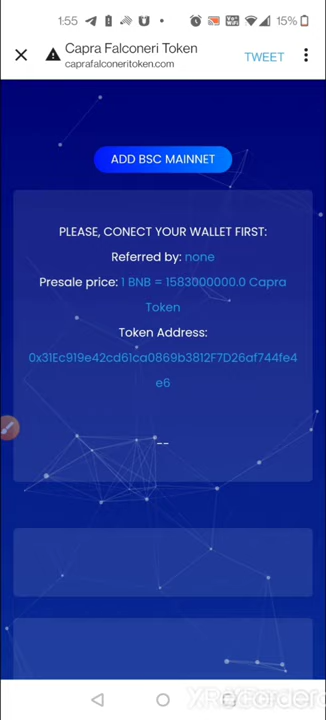 1:55
15%
Capra Falconeri Token
caprafalconeritoken.com
TWEET
ADD BSC MAINNET
PLEASE, CONECT YOUR WALLET FIRST:
Referred by: none
Presale price: 1 BNB = 1583000000.0 Capra
Token
Token Address:
0x31Ec919e42cd61ca0869b3812F7D26af744fe4
e6
--
XRecorder